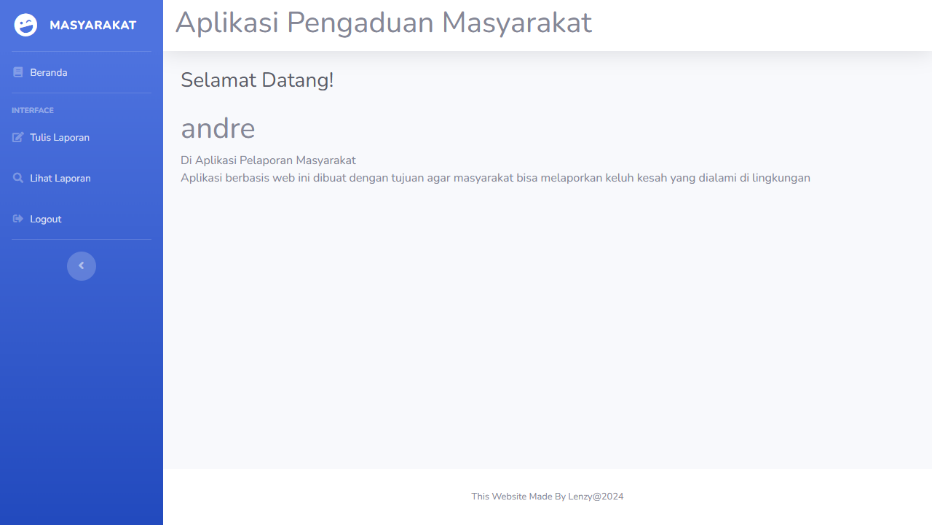 MASYARAKAT
Beranda
INTERFACE
Tulis Laporan
Lihat Laporan
Logout
Aplikasi Pengaduan Masyarakat
Selamat Datang!
andre
Di Aplikasi Pelaporan Masyarakat
Aplikasi berbasis web ini dibuat dengan tujuan agar masyarakat bisa melaporkan keluh kesah yang dialami di lingkungan
This Website Made By Lenzy@2024